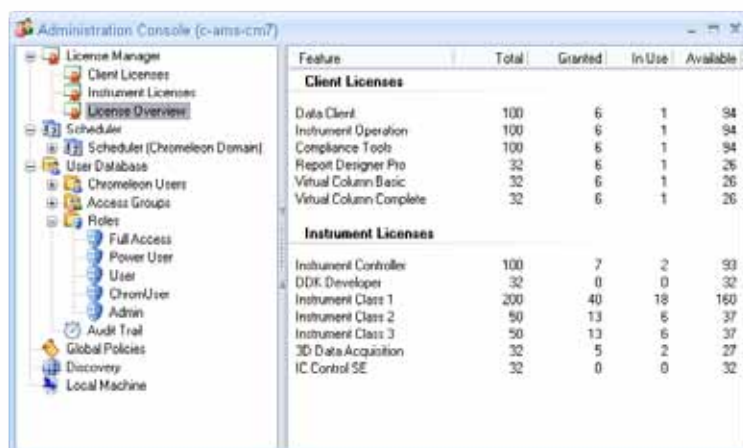 Administration Console (c-ams-cm7)
License Manager
Client Licenses
Instrument Licenses
License Overview
Scheduler
Scheduler (Chromeleon Domain)
User Database
Chromeleon Users
Access Groups
Roles
Full Access
Power User
User
ChromUser
Admin
Audit Trail
Global Policies
Discovery
Local Machine
Feature Total Granted In Use Available
Client Licenses
Data Client 100 6 1 94
Instrument Operation 100 6 1 94
Compliance Tools 100 6 1 94
Report Designer Pro 32 6 1 26
Virtual Column Basic 32 6 1 26
Virtual Column Complete 32 6 1 26
Instrument Licenses
Instrument Controller 100 7 2 93
DDK Developer 32 0 0 32
Instrument Class 1 200 40 18 160
Instrument Class 2 50 13 6 37
Instrument Class 3 50 13 6 37
3D Data Acquisition 32 5 2 27
IC Control SE 32 0 0 32